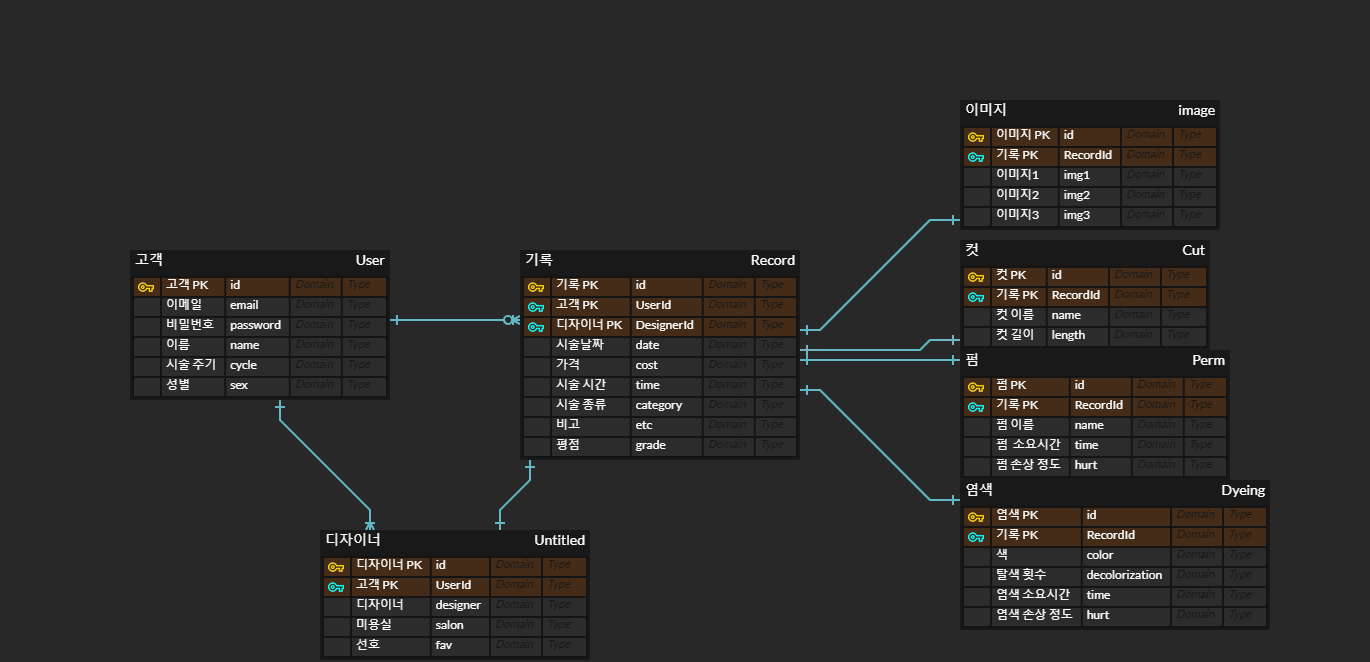 이미지 image
이미지 PK id Domain Type
기록 PK RecordId Domain Type
이미지1 img1 Domain Type
이미지2 img2 Domain Type
이미지3 img3 Domain Type
컷 Cut
컷 PK id Domain Type
기록 PK RecordId Domain Type
컷 이름 name Domain Type
컷 길이 length Domain Type
고객 User
고객 PK id Domain Type
이메일 email Domain Type
비밀번호 password Domain Type
이름 name Domain Type
시술 주기 cycle Domain Type
성별 sex Domain Type
기록 Record
기록 PK id Domain Type
고객 PK UserId Domain Type
디자이너 PK DesignerId Domain Type
시술날짜 date Domain Type
가격 cost Domain Type
시술 시간 time Domain Type
시술 종류 category Domain Type
비고 etc Domain Type
평점 grade Domain Type
펌 Perm
펌 PK id Domain Type
기록 PK RecordId Domain Type
펌 이름 name Domain Type
펌 소요시간 time Domain Type
펌 손상 정도 hurt Domain Type
염색 Dyeing
염색 PK id Domain Type
기록 PK RecordId Domain Type
색 color Domain Type
탈색 횟수 decolorization Domain Type
염색 소요시간 time Domain Type
염색 손상 정도 hurt Domain Type
디자이너 Untitled
디자이너 PK id Domain Type
고객 PK UserId Domain Type
디자이너 designer Domain Type
미용실 salon Domain Type
선호 fav Domain Type